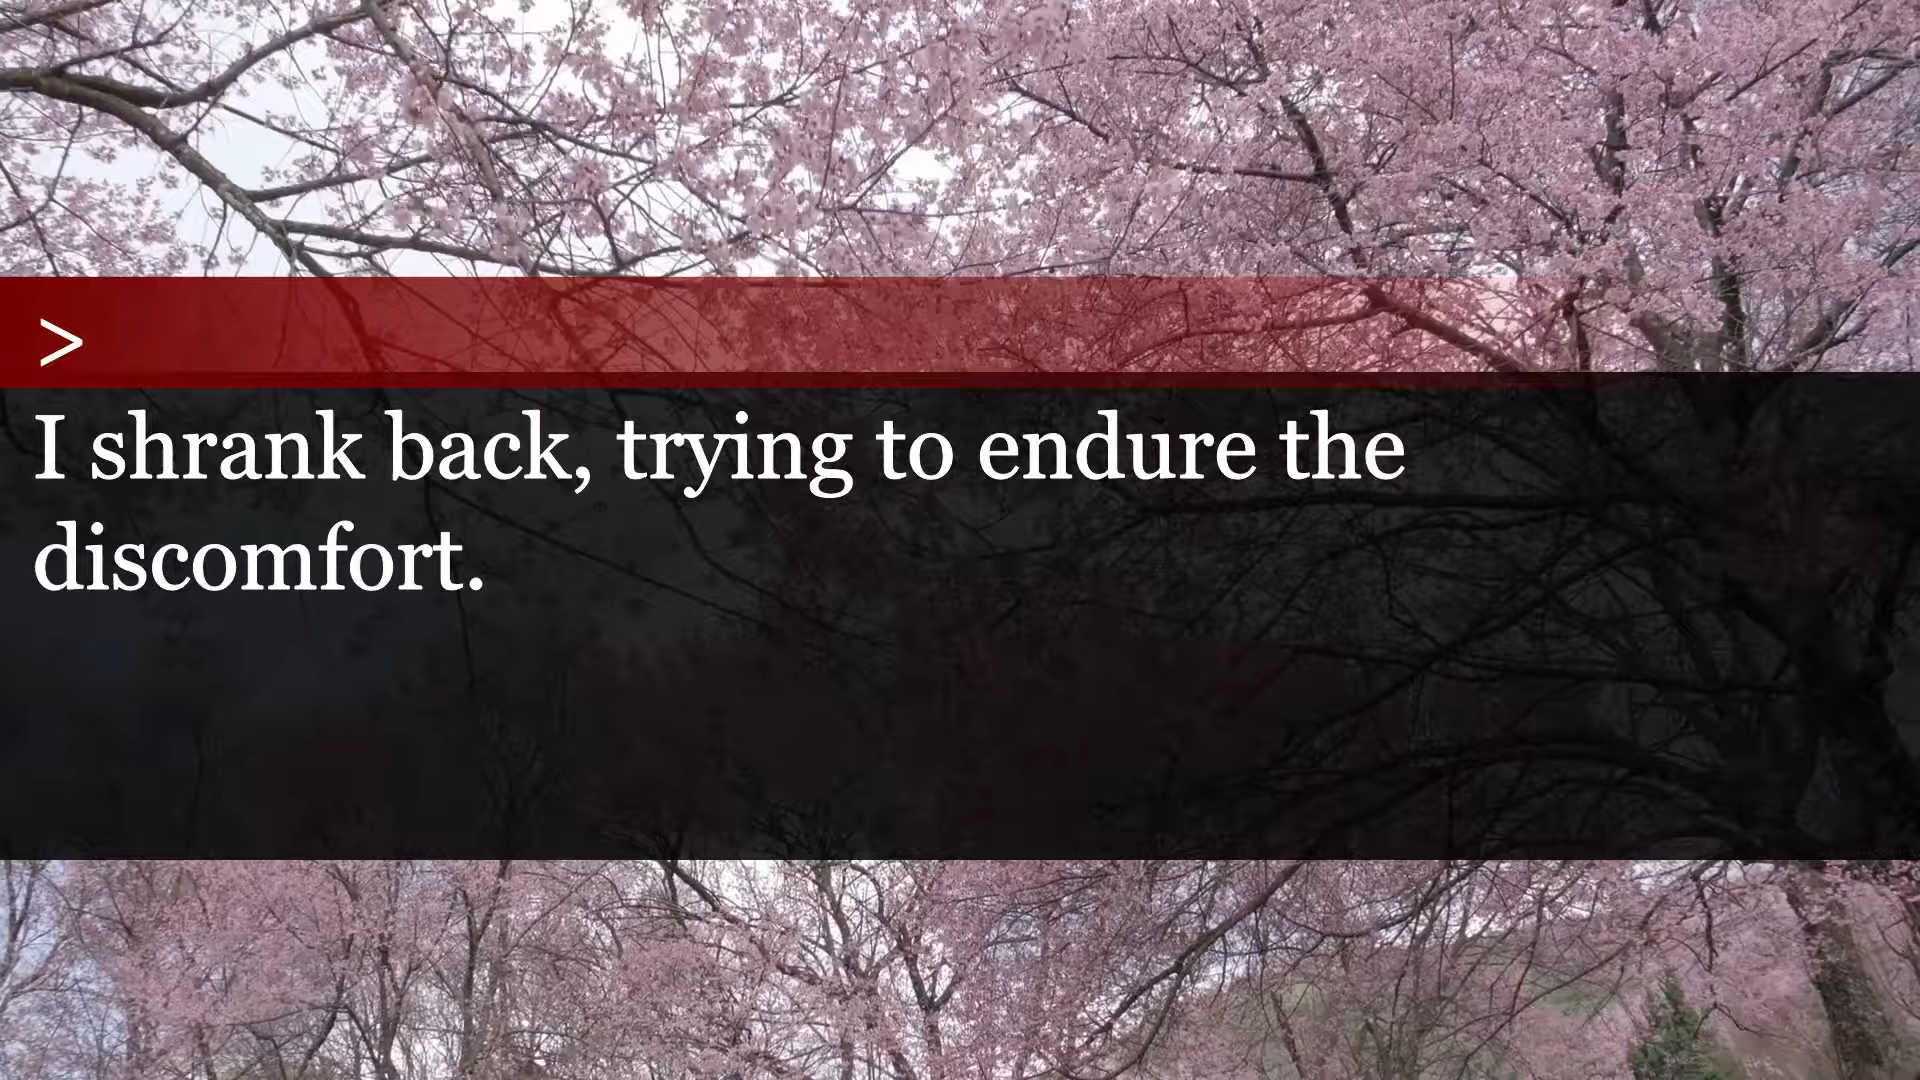 >
I shrank back, trying to endure the
discomfort.